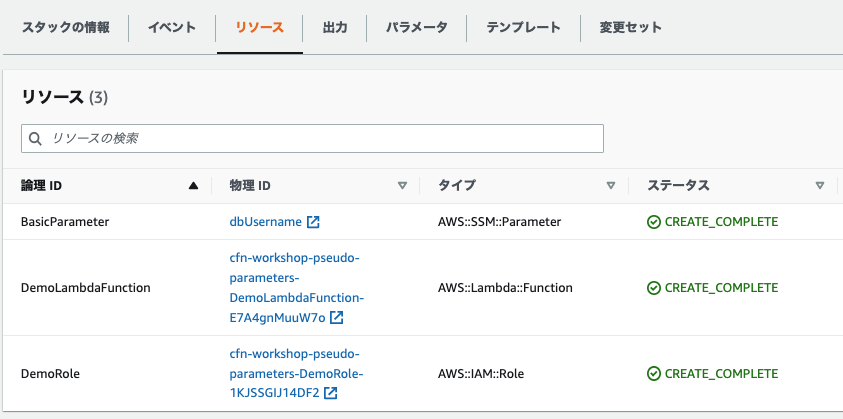 スタックの情報 イベント リソース 出力 パラメータ テンプレート 変更セット
リソース (3)
リソースの検索
論理 ID 物理 ID タイプ ステータス
BasicParameter dbUsername AWS::SSM::Parameter CREATE_COMPLETE
cfn-workshop-pseudo-
parameters-
DemoLambdaFunction AWS::Lambda::Function CREATE_COMPLETE
DemoLambdaFunction-
E7A4gnMuuW7o
cfn-workshop-pseudo-
DemoRole parameters-DemoRole- AWS::IAM::Role CREATE_COMPLETE
1KJSSGIJ14DF2